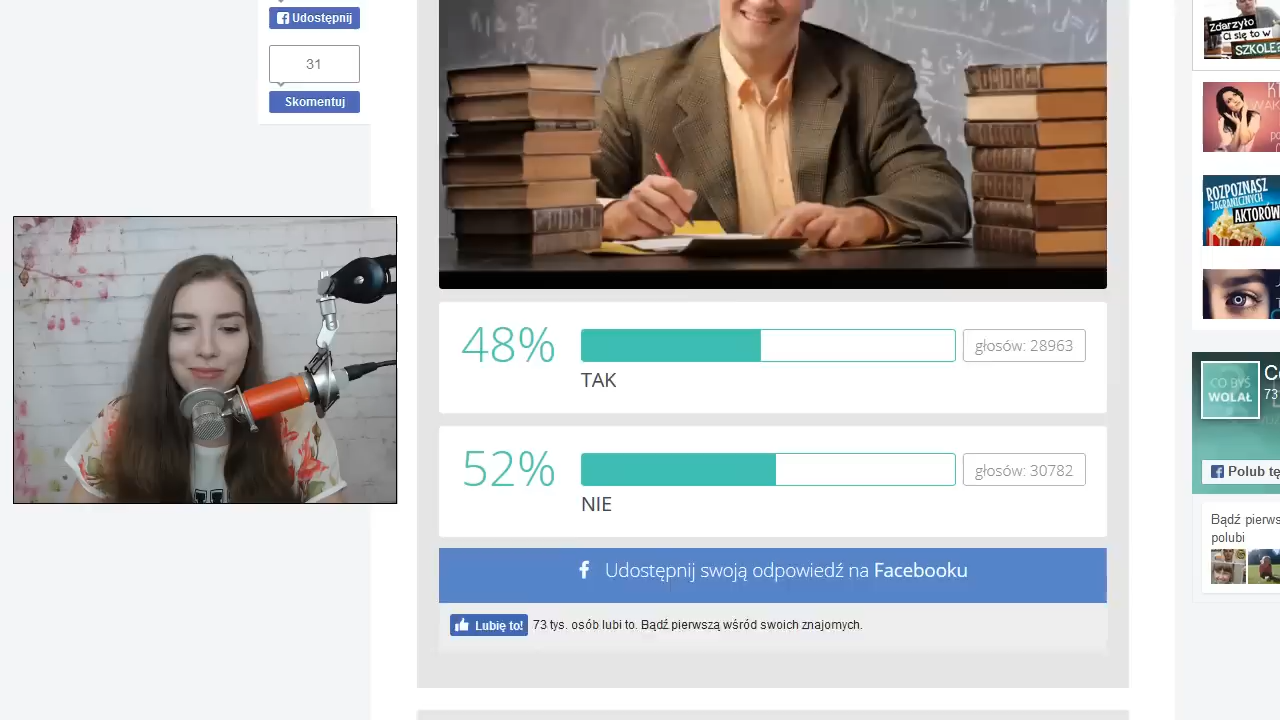 Udostępnij
31
Skomentuj
48%
głosów: 28963
TAK
52%
głosów: 30782
NIE
Udostępnij swoją odpowiedź na Facebooku
Lubię to!
73 tys. osób lubi to. Bądź pierwszą wśród swoich znajomych.
Zdarzyło
Ci się to w
SZKOLE?
ROZPOZNASZ
ZAGRANICZNYCH
AKTORÓW
CO BYŚ
WOLAŁ
73
Polub tę
polubi